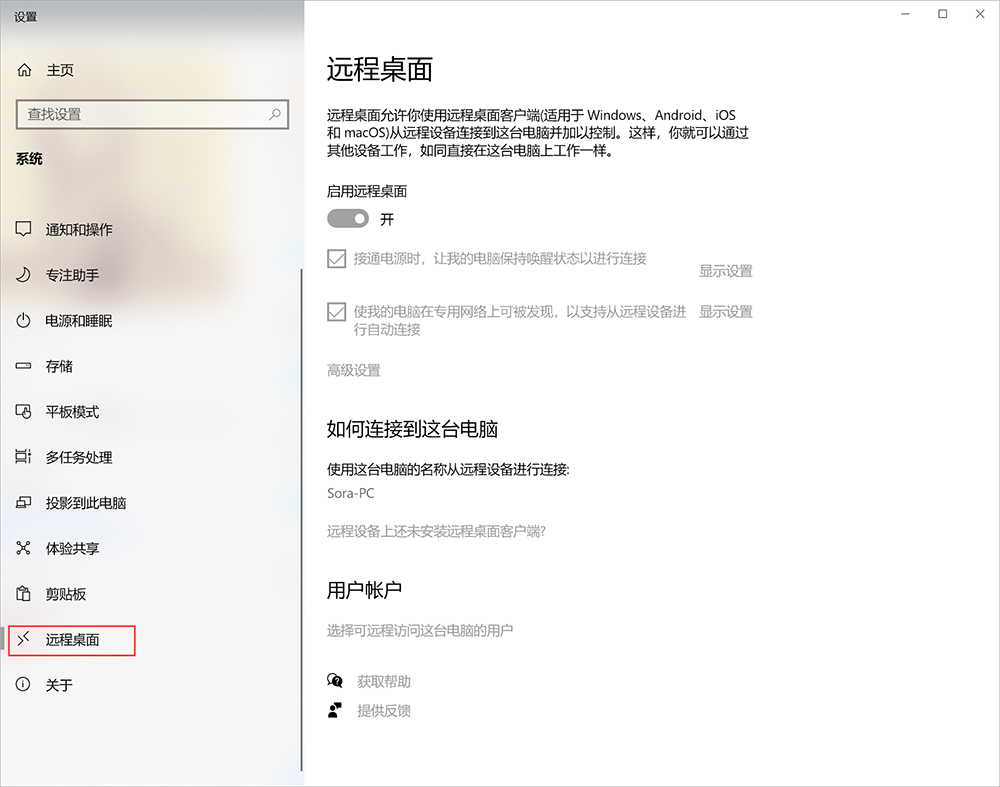 设置
主页
查找设置
系统
通知和操作
专注助手
电源和睡眠
存储
平板模式
多任务处理
投影到此电脑
体验共享
剪贴板
远程桌面
关于
远程桌面
远程桌面允许你使用远程桌面客户端(适用于 Windows、Android、iOS
和 macOS)从远程设备连接到这台电脑并加以控制。这样，你就可以通过
其他设备工作，如同直接在这台电脑上工作一样。
启用远程桌面
开
接通电源时，让我的电脑保持唤醒状态以进行连接
显示设置
使我的电脑在专用网络上可被发现，以支持从远程设备进
行自动连接
显示设置
高级设置
如何连接到这台电脑
使用这台电脑的名称从远程设备进行连接:
Sora-PC
远程设备上还未安装远程桌面客户端?
用户帐户
选择可远程访问这台电脑的用户
获取帮助
提供反馈